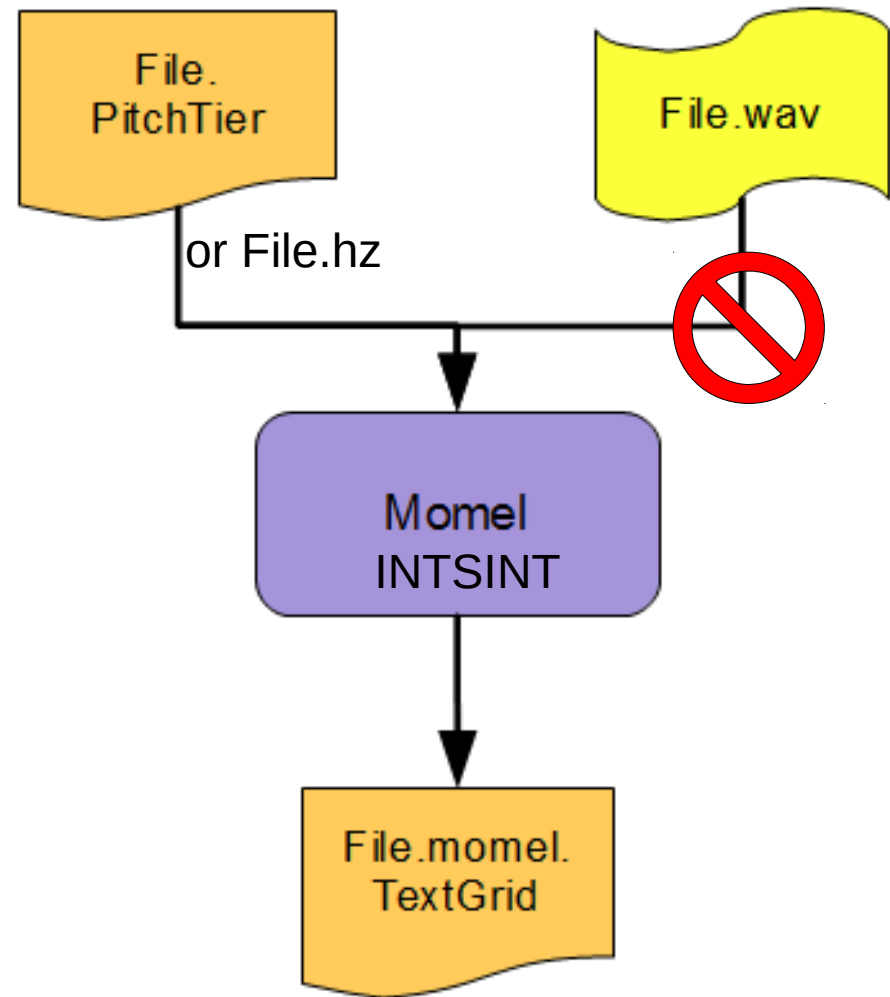 File.
PitchTier
File.wav
or File.hz
Momel
INTSINT
File.momel.
TextGrid